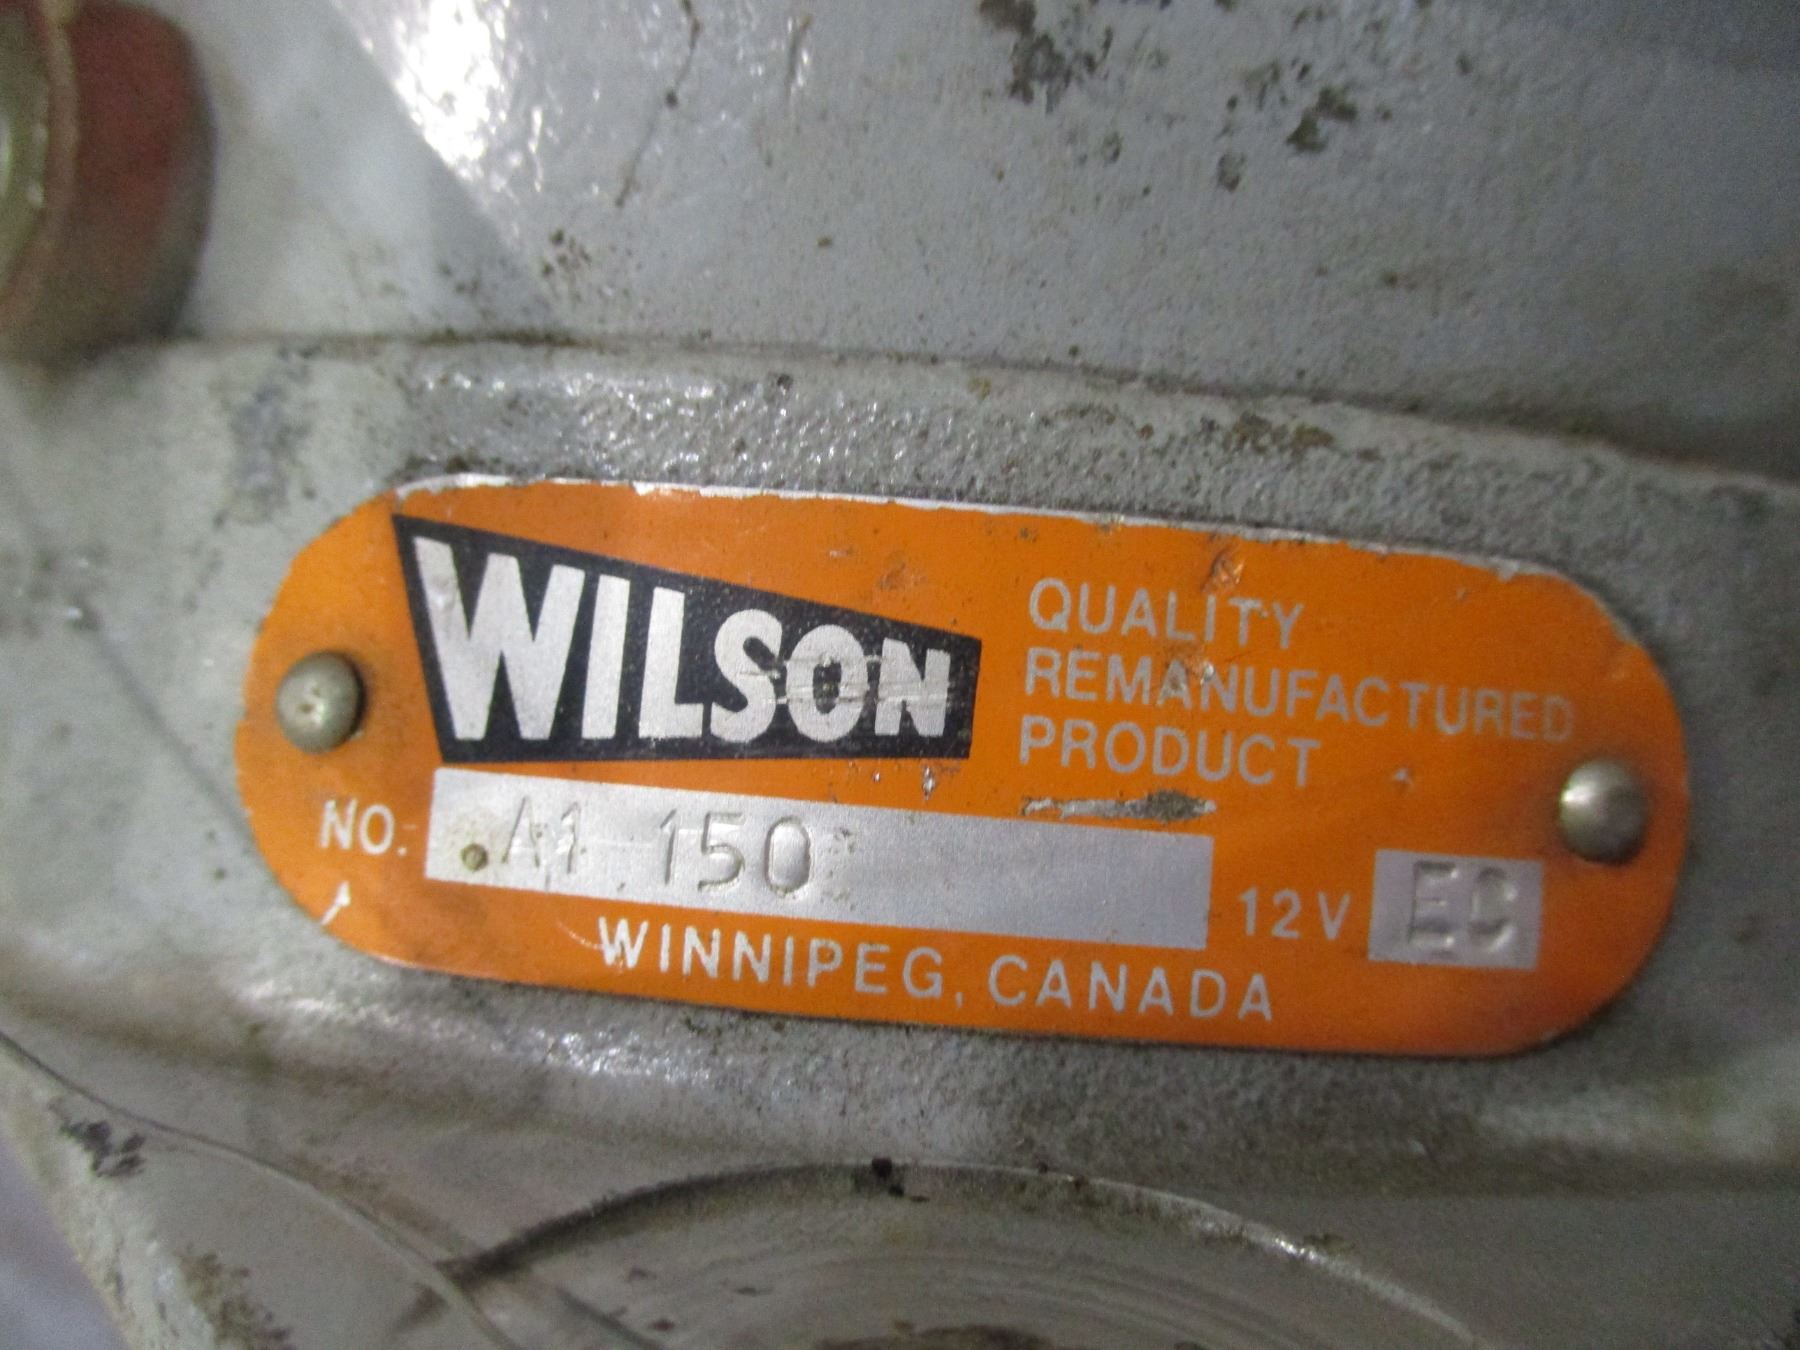 WILSON
QUALITY
REMANUFACTURED
PRODUCT
NO. A1 150
12V
WINNIPEG, CANADA